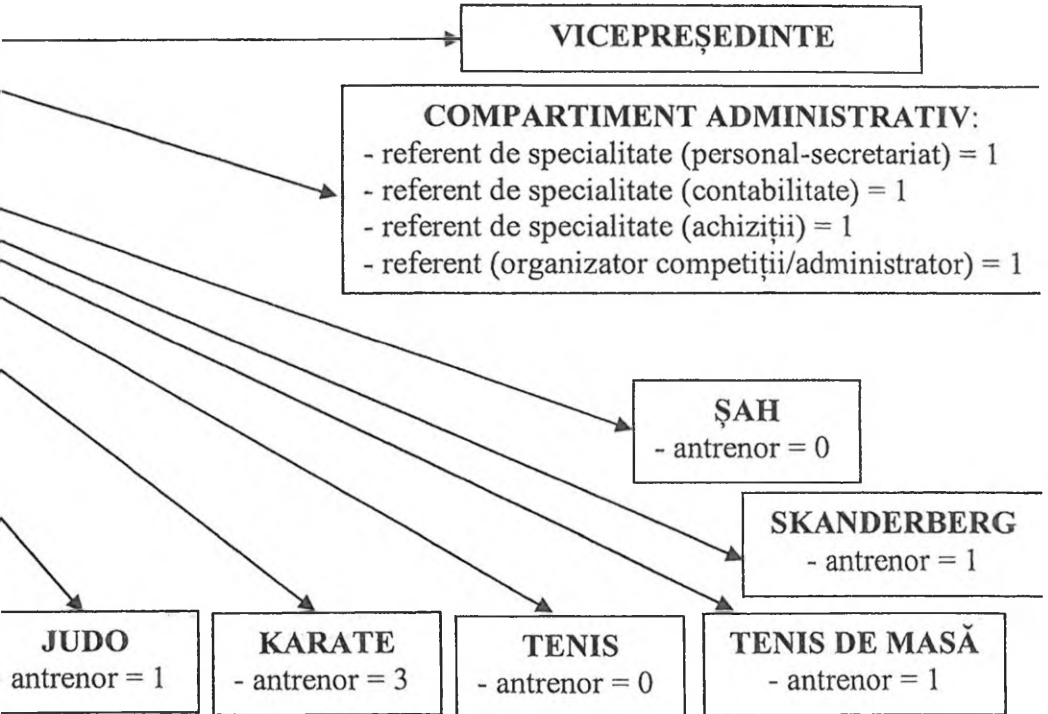 VICEPREȘEDINTE
COMPARTIMENT ADMINISTRATIV:
- referent de specialitate (personal-secretariat) = 1
- referent de specialitate (contabilitate) = 1
- referent de specialitate (achiziții) = 1
- referent (organizator competiții/administrator) = 1
ȘAH
- antrenor = 0
SKANDERBERG
- antrenor = 1
JUDO
antrenor = 1
KARATE
- antrenor = 3
TENIS
- antrenor = 0
TENIS DE MASĂ
- antrenor = 1